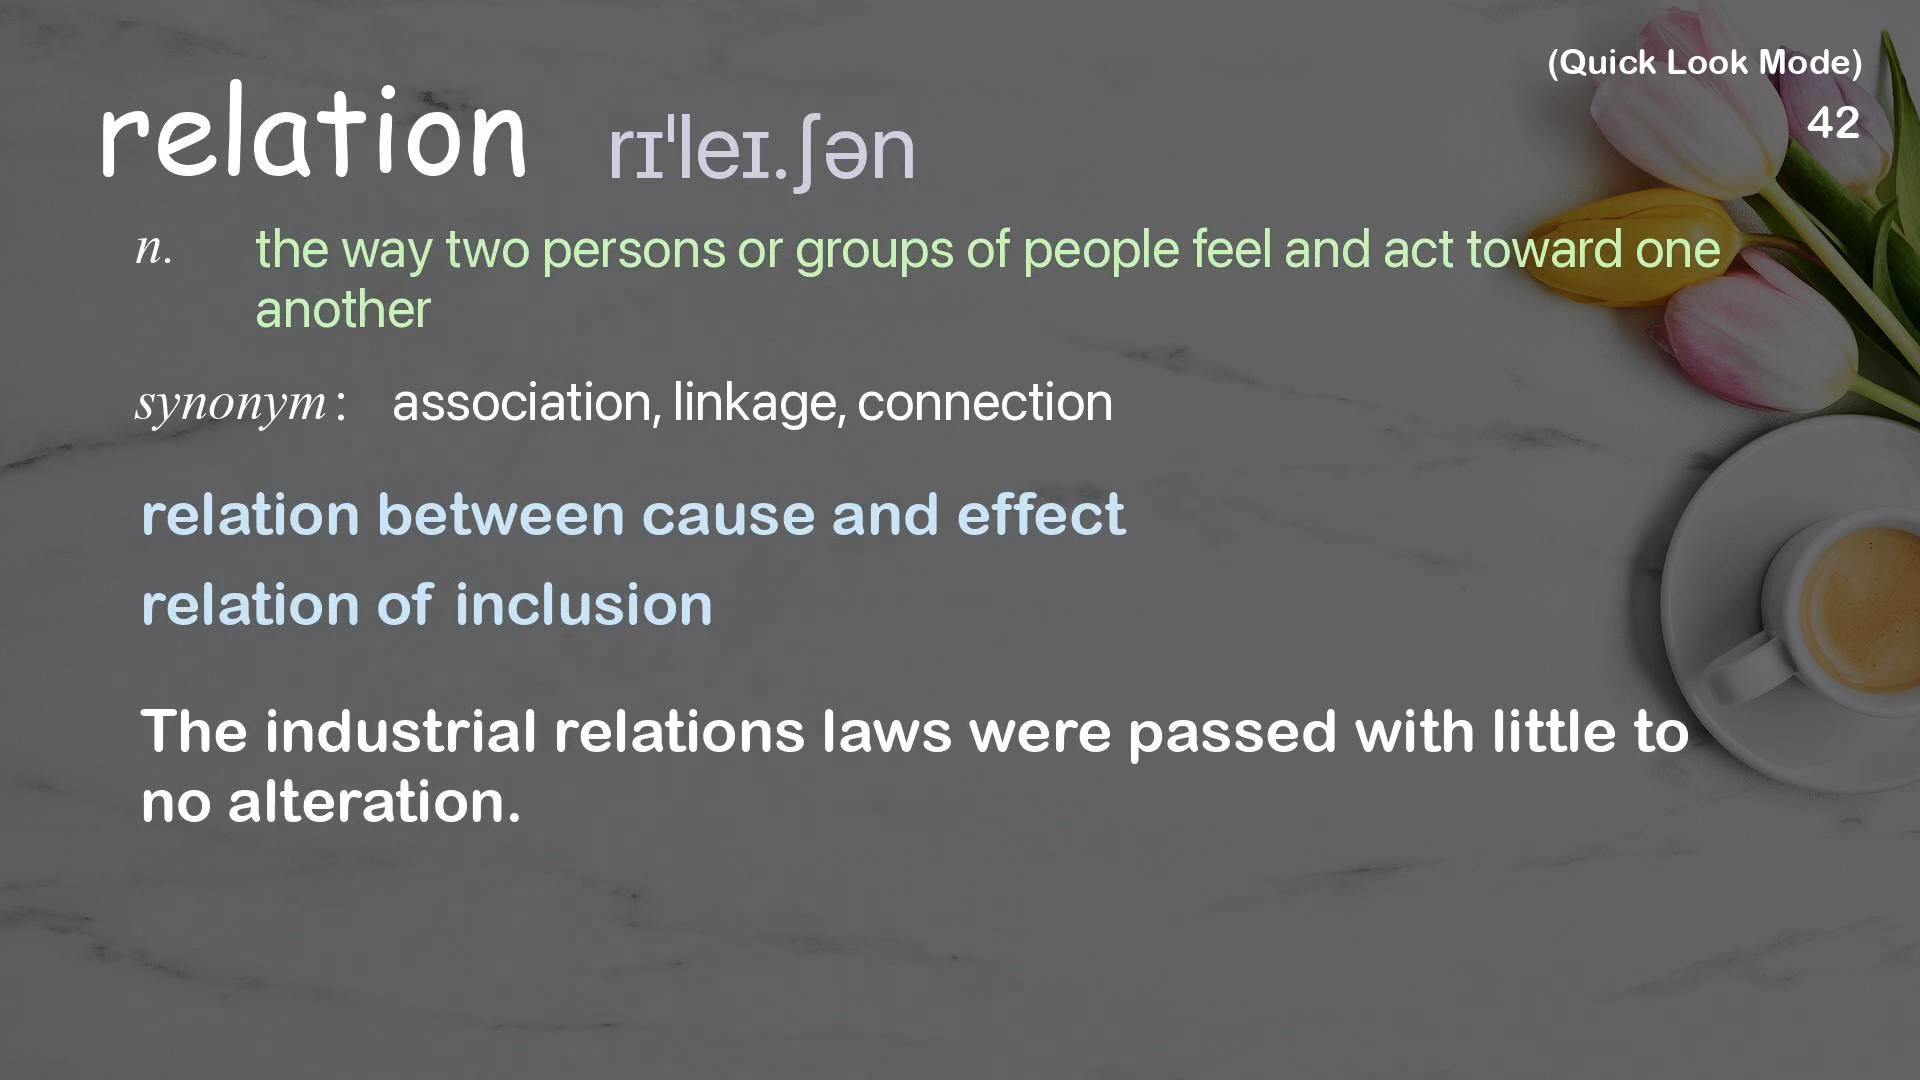 (Quick Look Mode)
42
relation rɪˈleɪ.ʃən
n. the way two persons or groups of people feel and act toward one
another
synonym: association, linkage, connection
relation between cause and effect
relation of inclusion
The industrial relations laws were passed with little to
no alteration.